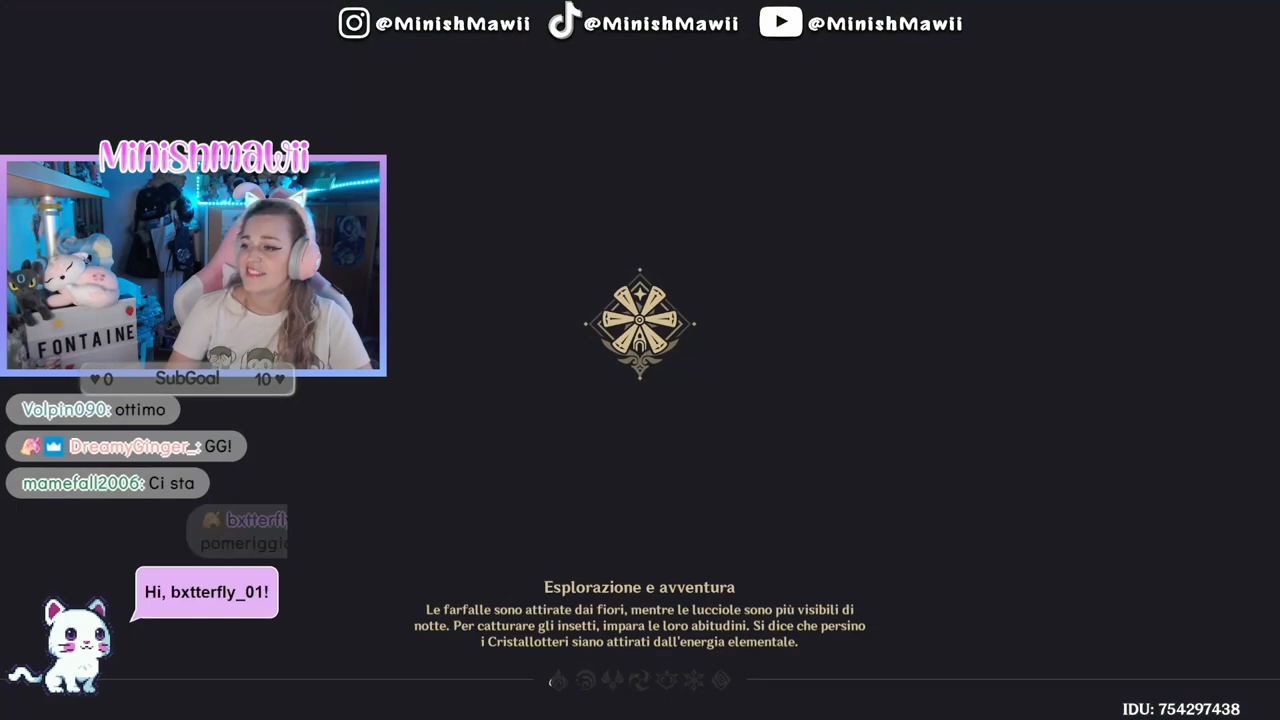 @MinishMawii @MinishMawii @MinishMawii
Minishmawii
FONTAINE
♥ 0 SubGoal 10 ♥
Volpin090: ottimo
DreamyGinger_: GG!
mamefall2006: Ci sta
Hi, bxtterfly_01!
Esplorazione e avventura
Le farfalle sono attirate dai fiori, mentre le lucciole sono più visibili di
notte. Per catturare gli insetti, impara le loro abitudini. Si dice che persino
i Cristallotteri siano attirati dall'energia elementale.
IDU: 754297438